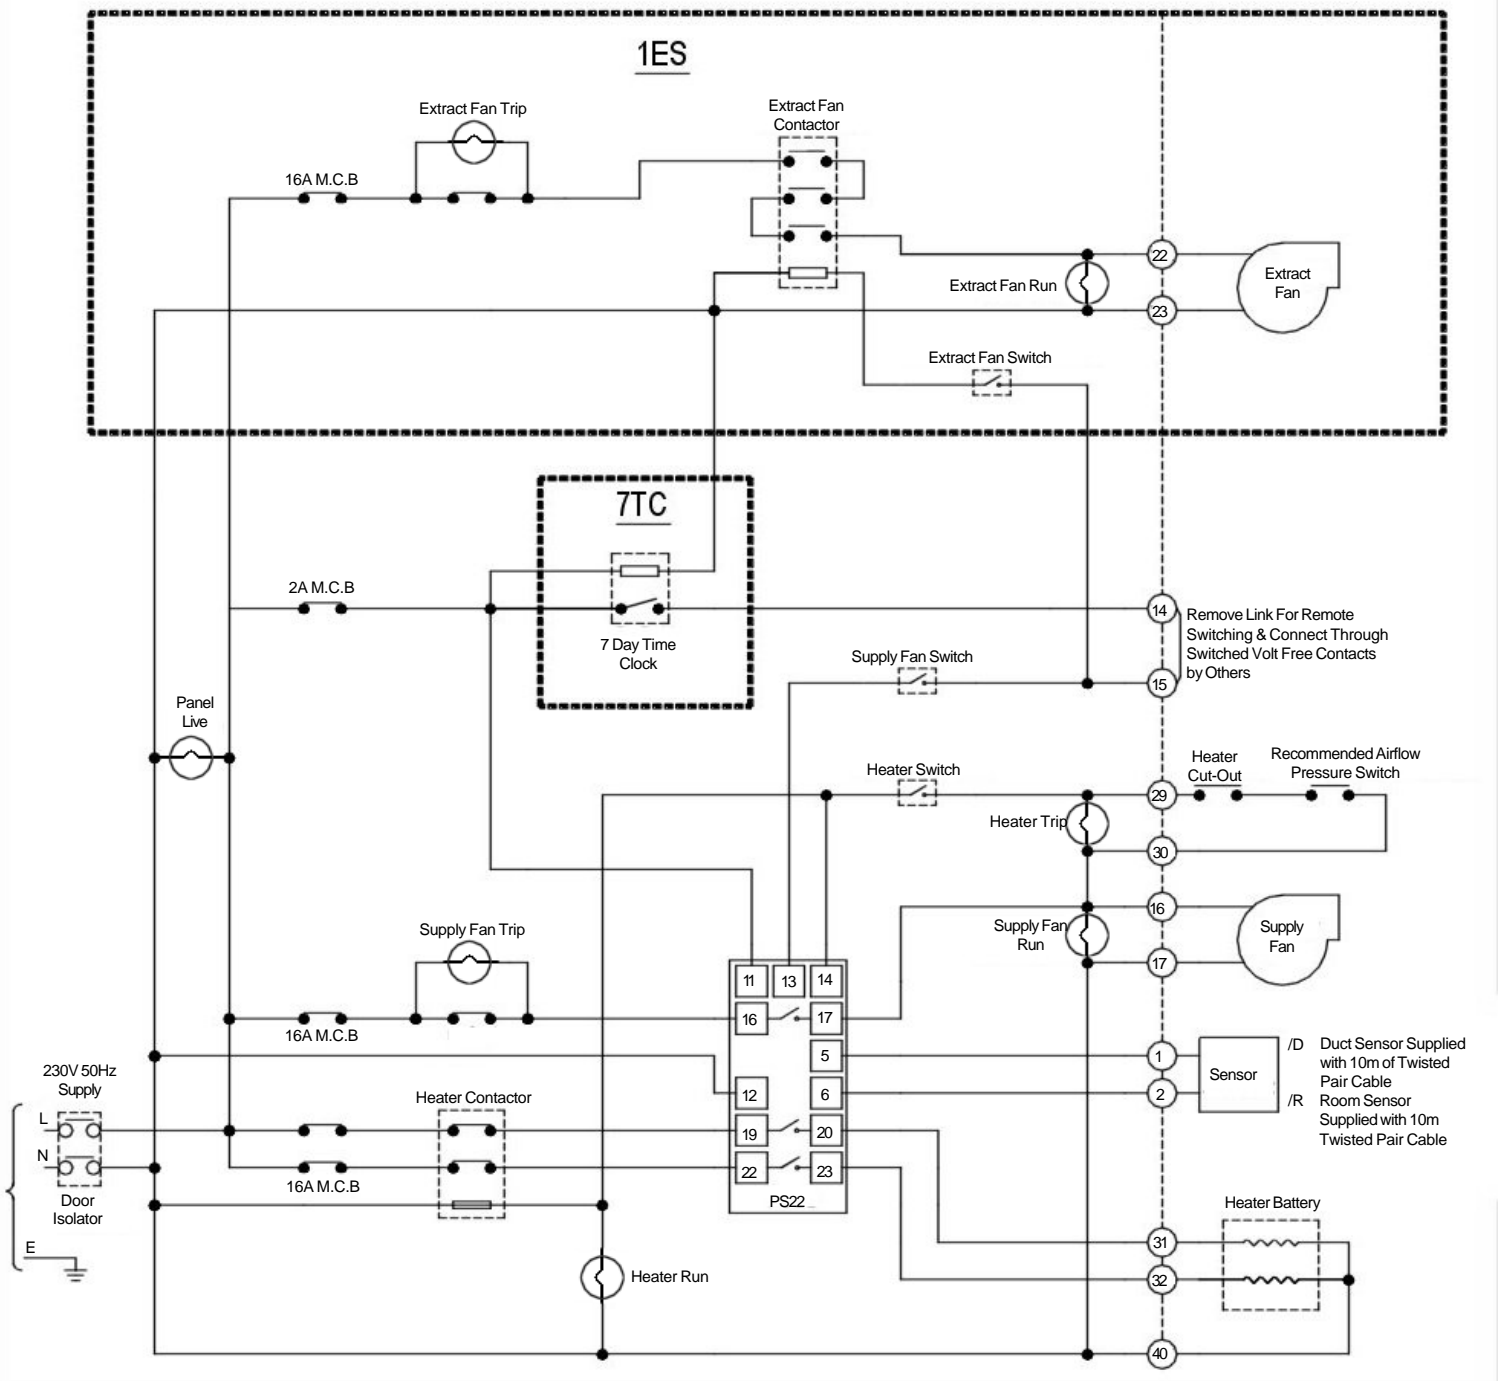 1ES
Extract Fan Trip
Extract Fan
Contactor
16A M.C.B
22
Extract
Fan
Extract Fan Run
23
Extract Fan Switch
7TC
2A M.C.B
7 Day Time
Clock
14
Remove Link For Remote
Switching & Connect Through
Switched Volt Free Contacts
by Others
Supply Fan Switch
15
Panel
Live
Heater Switch
Heater
Cut-Out
Recommended Airflow
Pressure Switch
29
Heater Trip
30
16
Supply Fan
Run
Supply
Fan
17
Supply Fan Trip
11
13
14
16A M.C.B
16
17
5
1
Sensor
/D Duct Sensor Supplied
with 10m of Twisted
Pair Cable
/R Room Sensor
Supplied with 10m
Twisted Pair Cable
12
6
2
230V 50Hz
Supply
Heater Contactor
L
19
20
N
22
23
16A M.C.B
PS22
Door
Isolator
E
Heater Run
Heater Battery
31
32
40